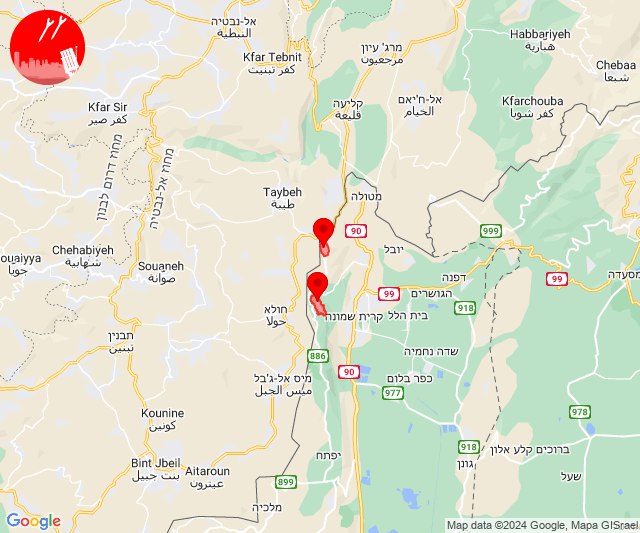 אל-נבטיה
النبطية
Habbariyeh
هبارية
Kfar Tebnit
كفر تبنيت
מרג' עיון
مرجعيون
Chebaa
شبعا
Kfar Sir
كفر صير
קליעה
قليعة
אל-ח'יאם
الخيام
Kfarchouba
كفر شوبا
מחוז דרום לבנון
מחוז אל-נבטיה
Taybeh
طيبة
מטולה
90
999
יובל
ouaiyya
جويا
Chehabiyeh
شهابية
Souaneh
صوانة
דפנה
99
מסעדה
הגושרים
99
918
חולא
حولا
קרית שמונה
בית הלל
תבנין
تبنين
886
שדה נחמיה
מיס אל-ג'בל
ميس الجبل
90
כפר בלום
977
Kounine
كونين
978
918
ברוכים קלע אלון
גונן
Bint Jbeil
بنت جبيل
Aitaroun
عيترون
יפתח
899
שעל
מלכיה
Google
Map data ©2024 Google, Mapa GISrael